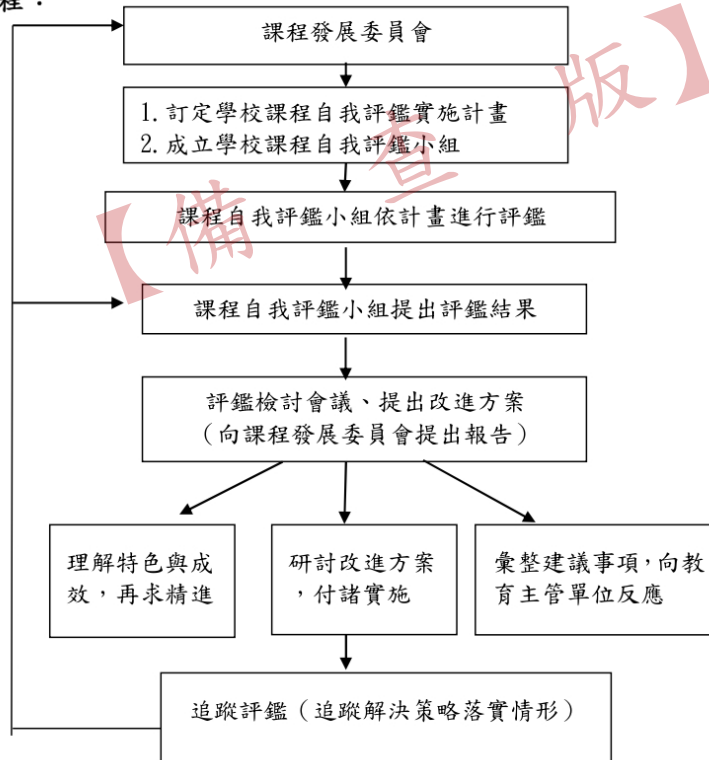 程：
課程發展委員會
1. 訂定學校課程自我評鑑實施計畫
2. 成立學校課程自我評鑑小組
課程自我評鑑小組依計畫進行評鑑
課程自我評鑑小組提出評鑑結果
評鑑檢討會議、提出改進方案
（向課程發展委員會提出報告）
理解特色與成
效，再求精進
研討改進方案
，付諸實施
彙整建議事項，向教
育主管單位反應
追蹤評鑑（追蹤解決策略落實情形）
【備查版】